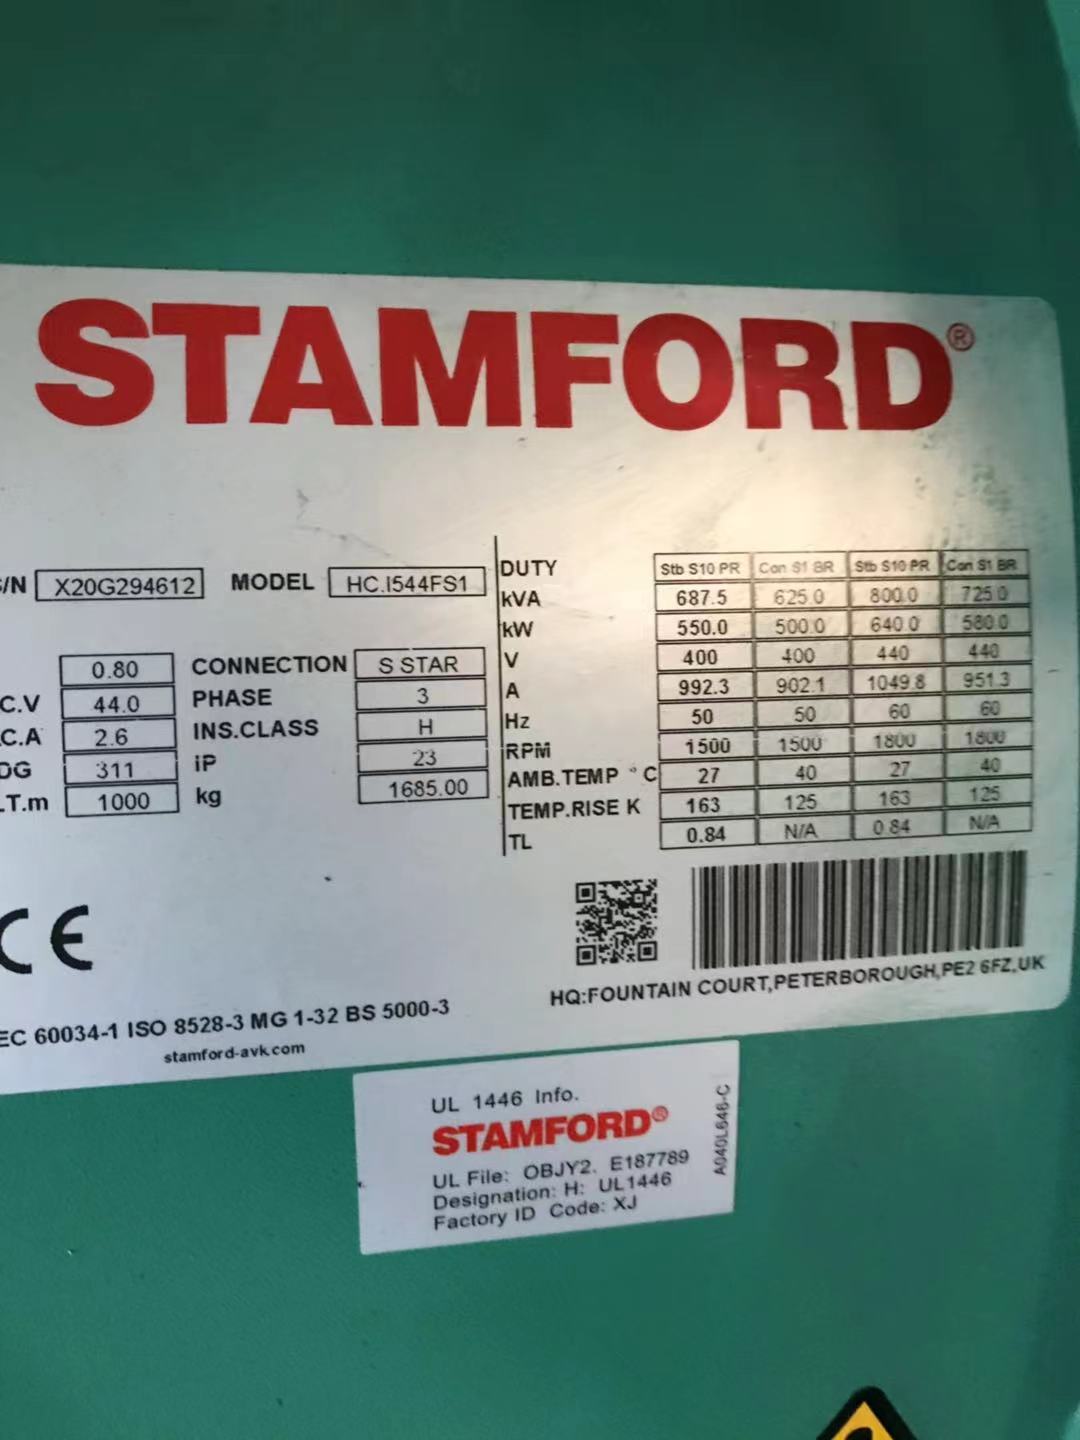 STAMFORD®
/N X20G294612 MODEL HC.I544FS1
0.80 CONNECTION S STAR
C.V 44.0 PHASE 3
C.A 2.6 INS.CLASS H
DG 311 iP 23
.T.m 1000 kg 1685.00
DUTY Stb S10 PR Con S1 BR Stb S10 PR Con S1 BR
kVA 687.5 625.0 800.0 725.0
kW 550.0 500.0 640.0 580.0
V 400 400 440 440
A 992.3 902.1 1049.8 951.3
Hz 50 50 60 60
RPM 1500 1500 1800 1800
AMB.TEMP °C 27 40 27 40
TEMP.RISE K 163 125 163 125
TL 0.84 N/A 0.84 N/A
CE
HQ:FOUNTAIN COURT,PETERBOROUGH,PE2 6FZ,UK
EC 60034-1 ISO 8528-3 MG 1-32 BS 5000-3
stamford-avk.com
UL 1446 Info.
STAMFORD®
UL File: OBJY2. E187789
Designation: H: UL1446
Factory ID Code: XJ
A040L646-C